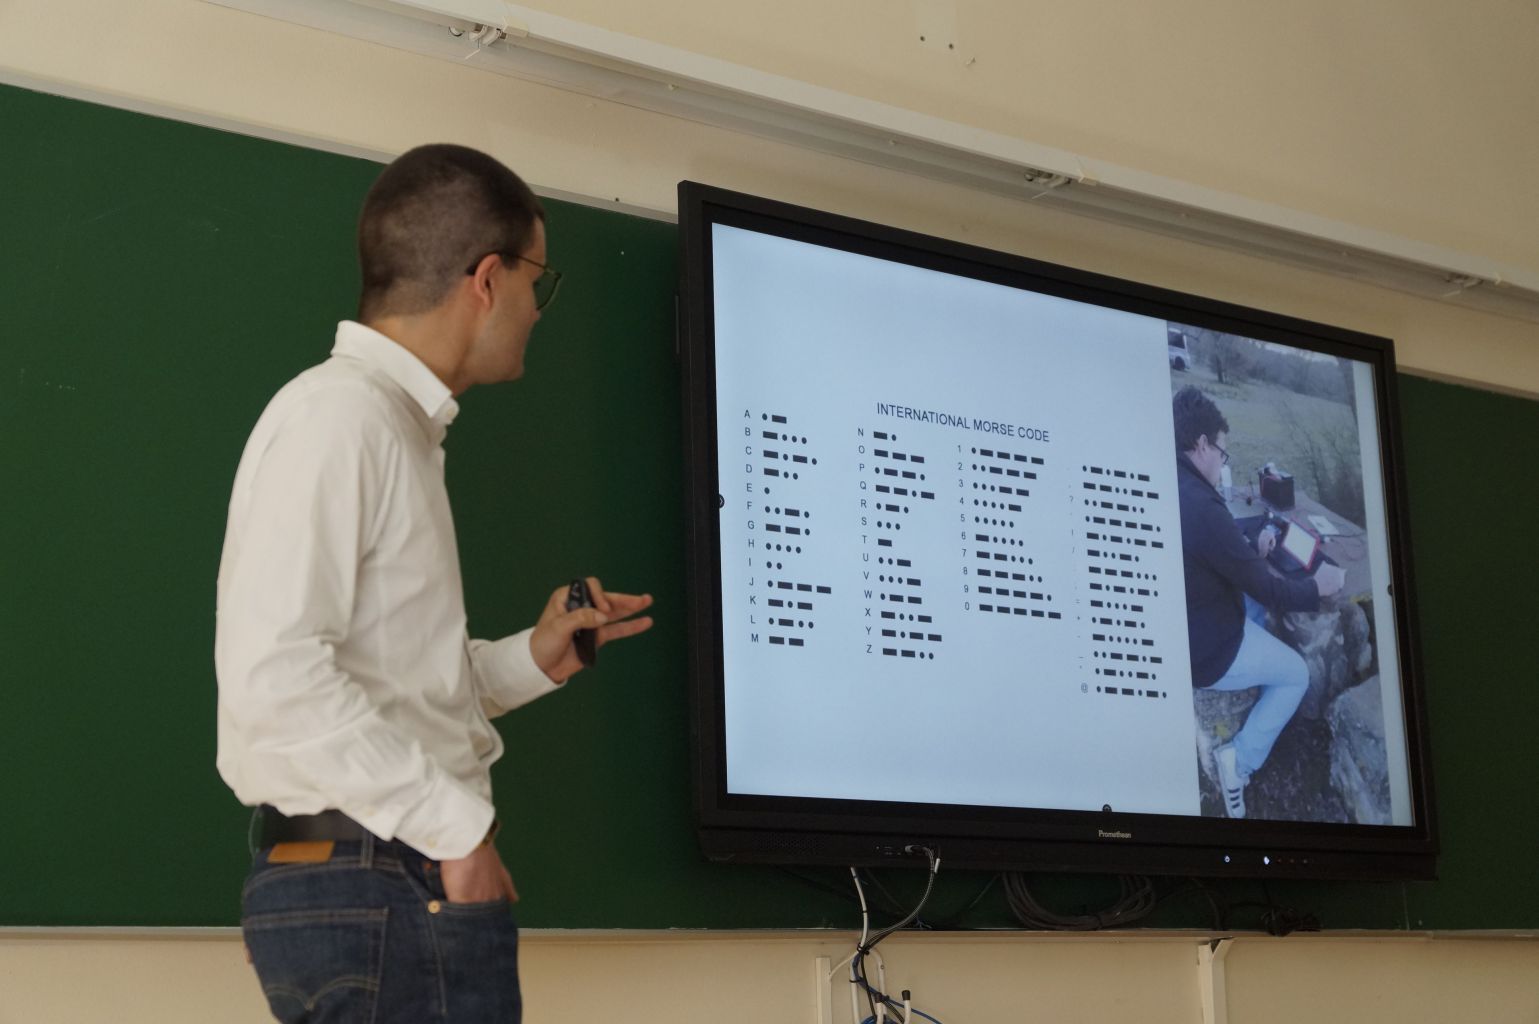 INTERNATIONAL MORSE CODE
A
B
C
D
E
F
G
H
I
J
K
L
M
N
O
P
Q
R
S
T
U
V
W
X
Y
Z
1
2
3
4
5
6
7
8
9
0
?
!
/
@
Promethean